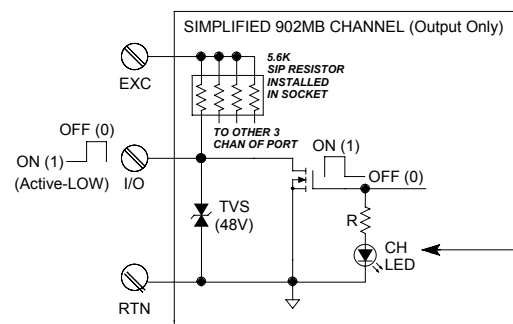 SIMPLIFIED 902MB CHANNEL (Output Only)
EXC
5.6K
SIP RESISTOR
INSTALLED
IN SOCKET
TO OTHER 3
CHAN OF PORT
OFF (0)
ON (1)
(Active-LOW)
I/O
ON (1)
OFF (0)
TVS
(48V)
R
CH
LED
RTN